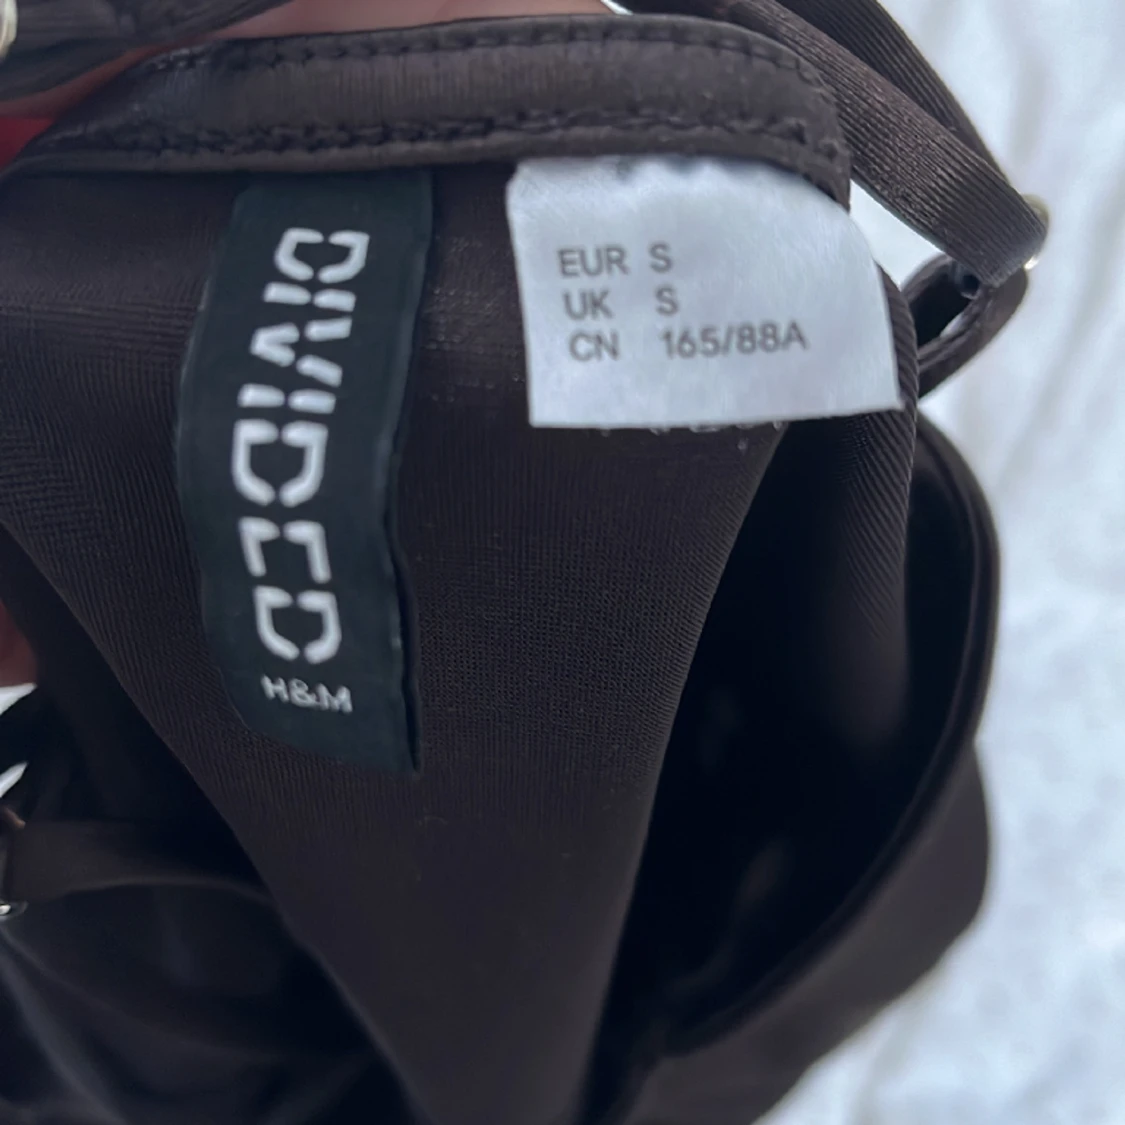 DIVIDED
H&M
EUR S
UK S
CN 165/88A